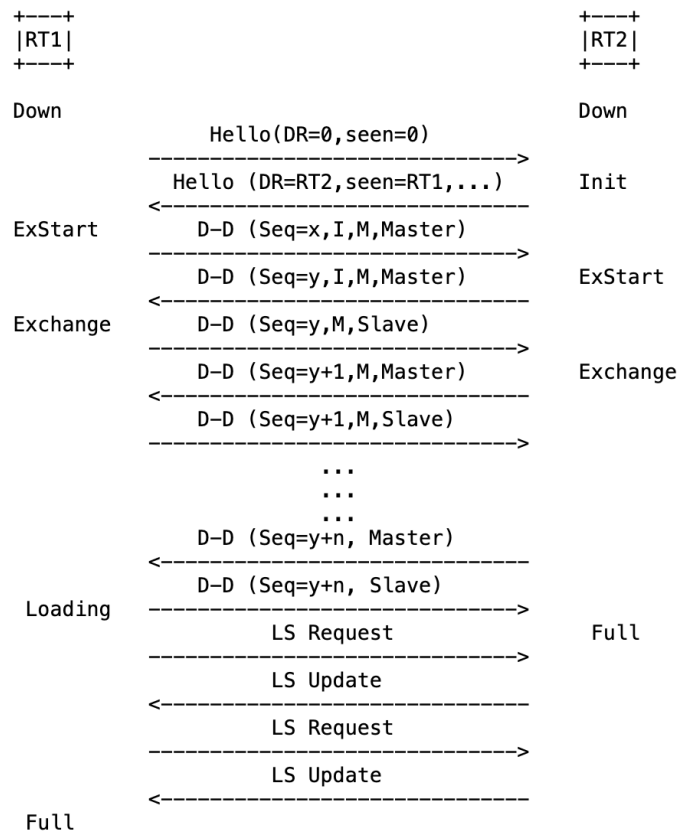 +---+                                         +---+
|RT1|                                         |RT2|
+---+                                         +---+

Down                                          Down
                Hello(DR=0,seen=0)
           ------------------------------>
             Hello (DR=RT2,seen=RT1,...)      Init
           <------------------------------
ExStart        D-D (Seq=x,I,M,Master)
           ------------------------------>
               D-D (Seq=y,I,M,Master)         ExStart
           <------------------------------
Exchange       D-D (Seq=y,M,Slave)
           ------------------------------>
               D-D (Seq=y+1,M,Master)         Exchange
           <------------------------------
               D-D (Seq=y+1,M,Slave)
           ------------------------------>
                         ...
                         ...
                         ...
               D-D (Seq=y+n, Master)
           <------------------------------
               D-D (Seq=y+n, Slave)
 Loading   ------------------------------>
                     LS Request                Full
           ------------------------------>
                     LS Update
           <------------------------------
                     LS Request
           ------------------------------>
                     LS Update
           <------------------------------
 Full